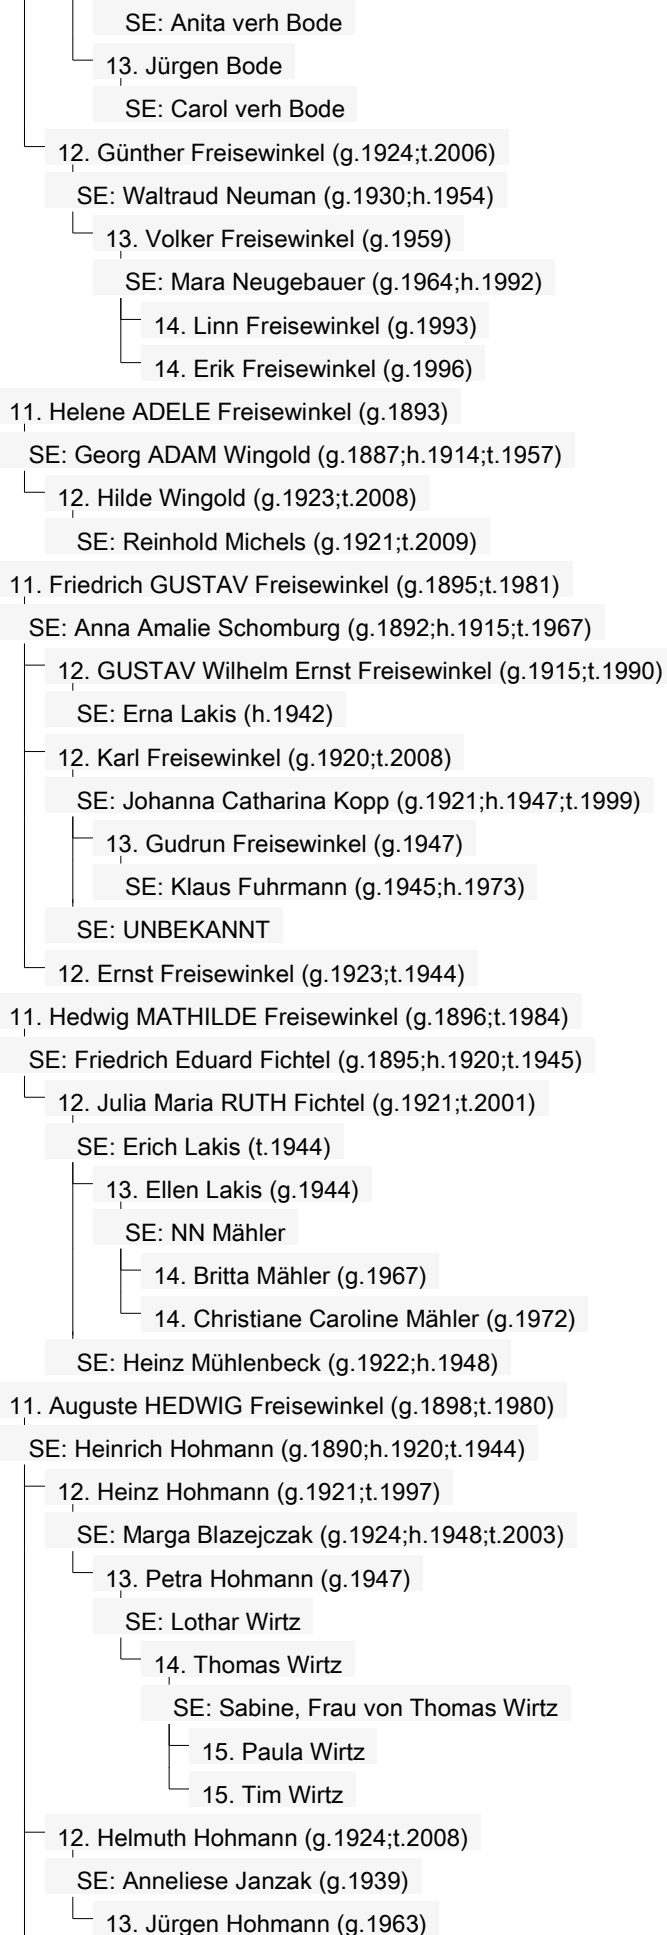 SE: Anita verh Bode
13. Jürgen Bode
SE: Carol verh Bode
12. Günther Freisewinkel (g.1924;t.2006)
SE: Waltraud Neuman (g.1930;h.1954)
13. Volker Freisewinkel (g.1959)
SE: Mara Neugebauer (g.1964;h.1992)
14. Linn Freisewinkel (g.1993)
14. Erik Freisewinkel (g.1996)
11. Helene ADELE Freisewinkel (g.1893)
SE: Georg ADAM Wingold (g.1887;h.1914;t.1957)
12. Hilde Wingold (g.1923;t.2008)
SE: Reinhold Michels (g.1921;t.2009)
11. Friedrich GUSTAV Freisewinkel (g.1895;t.1981)
SE: Anna Amalie Schomburg (g.1892;h.1915;t.1967)
12. GUSTAV Wilhelm Ernst Freisewinkel (g.1915;t.1990)
SE: Erna Lakis (h.1942)
12. Karl Freisewinkel (g.1920;t.2008)
SE: Johanna Catharina Kopp (g.1921;h.1947;t.1999)
13. Gudrun Freisewinkel (g.1947)
SE: Klaus Fuhrmann (g.1945;h.1973)
SE: UNBEKANNT
12. Ernst Freisewinkel (g.1923;t.1944)
11. Hedwig MATHILDE Freisewinkel (g.1896;t.1984)
SE: Friedrich Eduard Fichtel (g.1895;h.1920;t.1945)
12. Julia Maria RUTH Fichtel (g.1921;t.2001)
SE: Erich Lakis (t.1944)
13. Ellen Lakis (g.1944)
SE: NN Mähler
14. Britta Mähler (g.1967)
14. Christiane Caroline Mähler (g.1972)
SE: Heinz Mühlenbeck (g.1922;h.1948)
11. Auguste HEDWIG Freisewinkel (g.1898;t.1980)
SE: Heinrich Hohmann (g.1890;h.1920;t.1944)
12. Heinz Hohmann (g.1921;t.1997)
SE: Marga Blazejczak (g.1924;h.1948;t.2003)
13. Petra Hohmann (g.1947)
SE: Lothar Wirtz
14. Thomas Wirtz
SE: Sabine, Frau von Thomas Wirtz
15. Paula Wirtz
15. Tim Wirtz
12. Helmuth Hohmann (g.1924;t.2008)
SE: Anneliese Janzak (g.1939)
13. Jürgen Hohmann (g.1963)